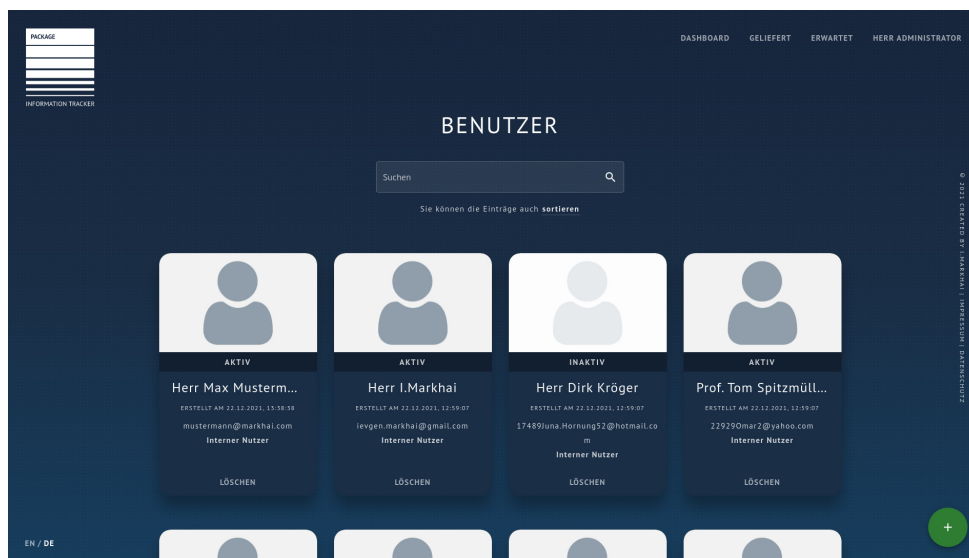 PACKAGE
INFORMATION TRACKER
DASHBOARD GELIEFERT ERWARTET HERR ADMINISTRATOR
BENUTZER
Suchen
Sie können die Einträge auch sortieren
AKTIV
Herr Max Musterm...
ERSTELLT AM 22.12.2021, 13:38:38
mustermann@markhai.com
Interner Nutzer
LÖSCHEN
AKTIV
Herr I.Markhai
ERSTELLT AM 22.12.2021, 12:59:07
ievgen.markhai@gmail.com
Interner Nutzer
LÖSCHEN
INAKTIV
Herr Dirk Kröger
ERSTELLT AM 22.12.2021, 12:59:07
17489Juna.Hornung52@hotmail.co
m
Interner Nutzer
LÖSCHEN
AKTIV
Prof. Tom Spitzmüll...
ERSTELLT AM 22.12.2021, 12:59:07
22929Omar2@yahoo.com
Interner Nutzer
LÖSCHEN
© 2021 CREATED BY I.MARKHAI | IMPRESSUM | DATENSCHUTZ
+
EN / DE